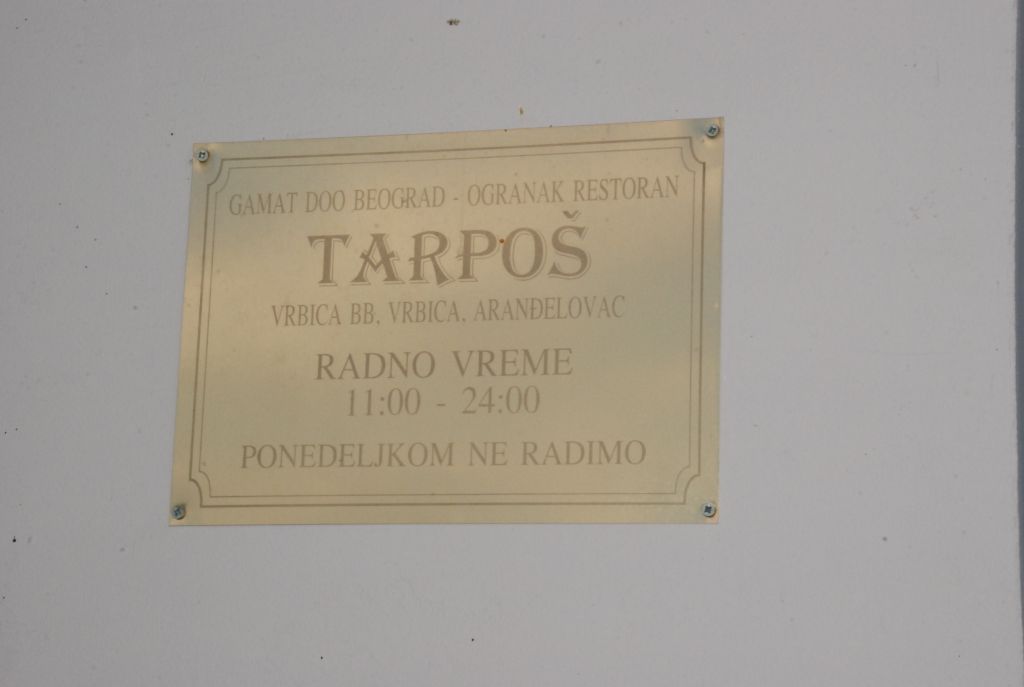 GAMAT DOO BEOGRAD - OGRANAK RESTORAN
TARPOŠ
VRBICA BB, VRBICA, ARANĐELOVAC
RADNO VREME
11:00 - 24:00
PONEDELJKOM NE RADIMO